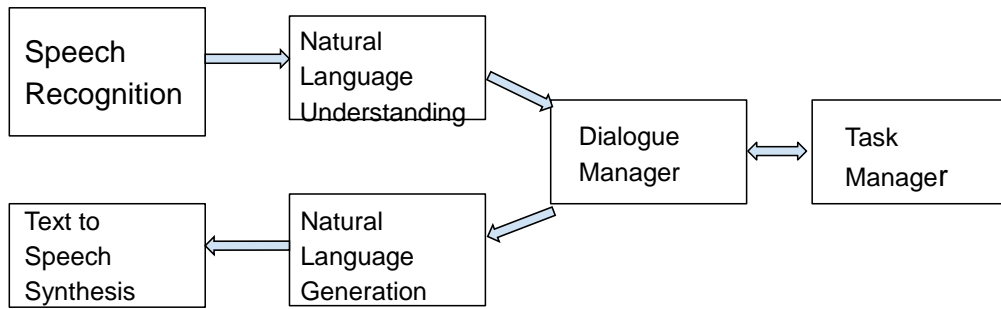 Speech
Recognition
Natural
Language
Understanding
Dialogue
Manager
Task
Manager
Text to
Speech
Synthesis
Natural
Language
Generation